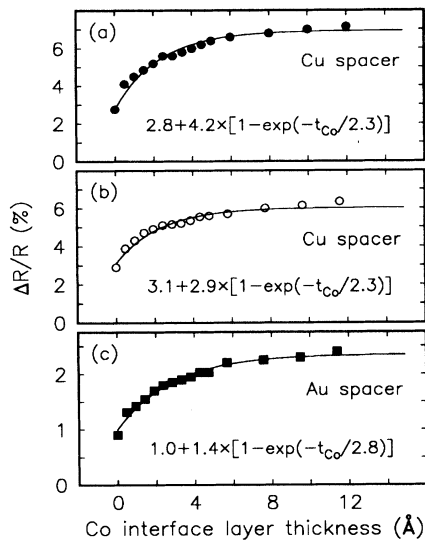 (a)
6
4
2
0
Cu spacer
2.8+4.2×[1−exp(−t_Co/2.3)]
(b)
6
4
2
0
Cu spacer
3.1+2.9×[1−exp(−t_Co/2.3)]
ΔR/R (%)
(c)
2
1
0
Au spacer
1.0+1.4×[1−exp(−t_Co/2.8)]
0 4 8 12
Co interface layer thickness (Å)